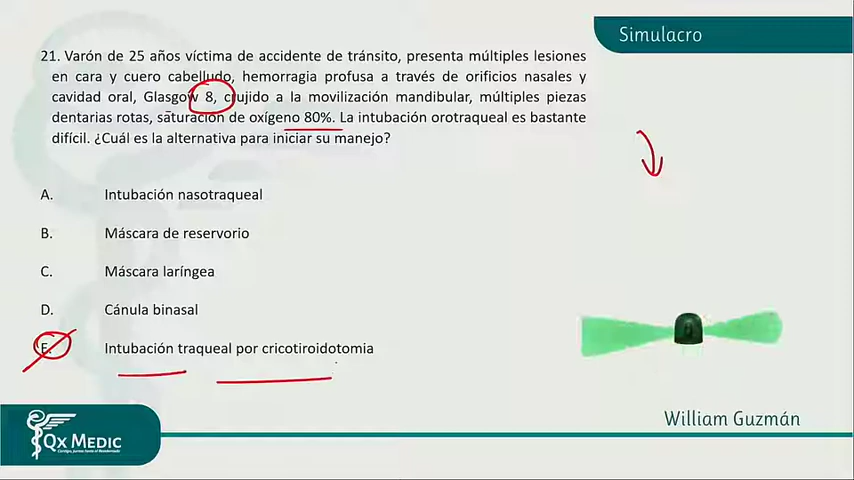 Simulacro
21. Varón de 25 años víctima de accidente de tránsito, presenta múltiples lesiones
en cara y cuero cabelludo, hemorragia profusa a través de orificios nasales y
cavidad oral, Glasgow 8, crujido a la movilización mandibular, múltiples piezas
dentarias rotas, saturación de oxígeno 80%. La intubación orotraqueal es bastante
difícil. ¿Cuál es la alternativa para iniciar su manejo?
A. Intubación nasotraqueal
B. Máscara de reservorio
C. Máscara laríngea
D. Cánula binasal
E. Intubación traqueal por cricotiroidotomia
William Guzmán
QX MEDIC